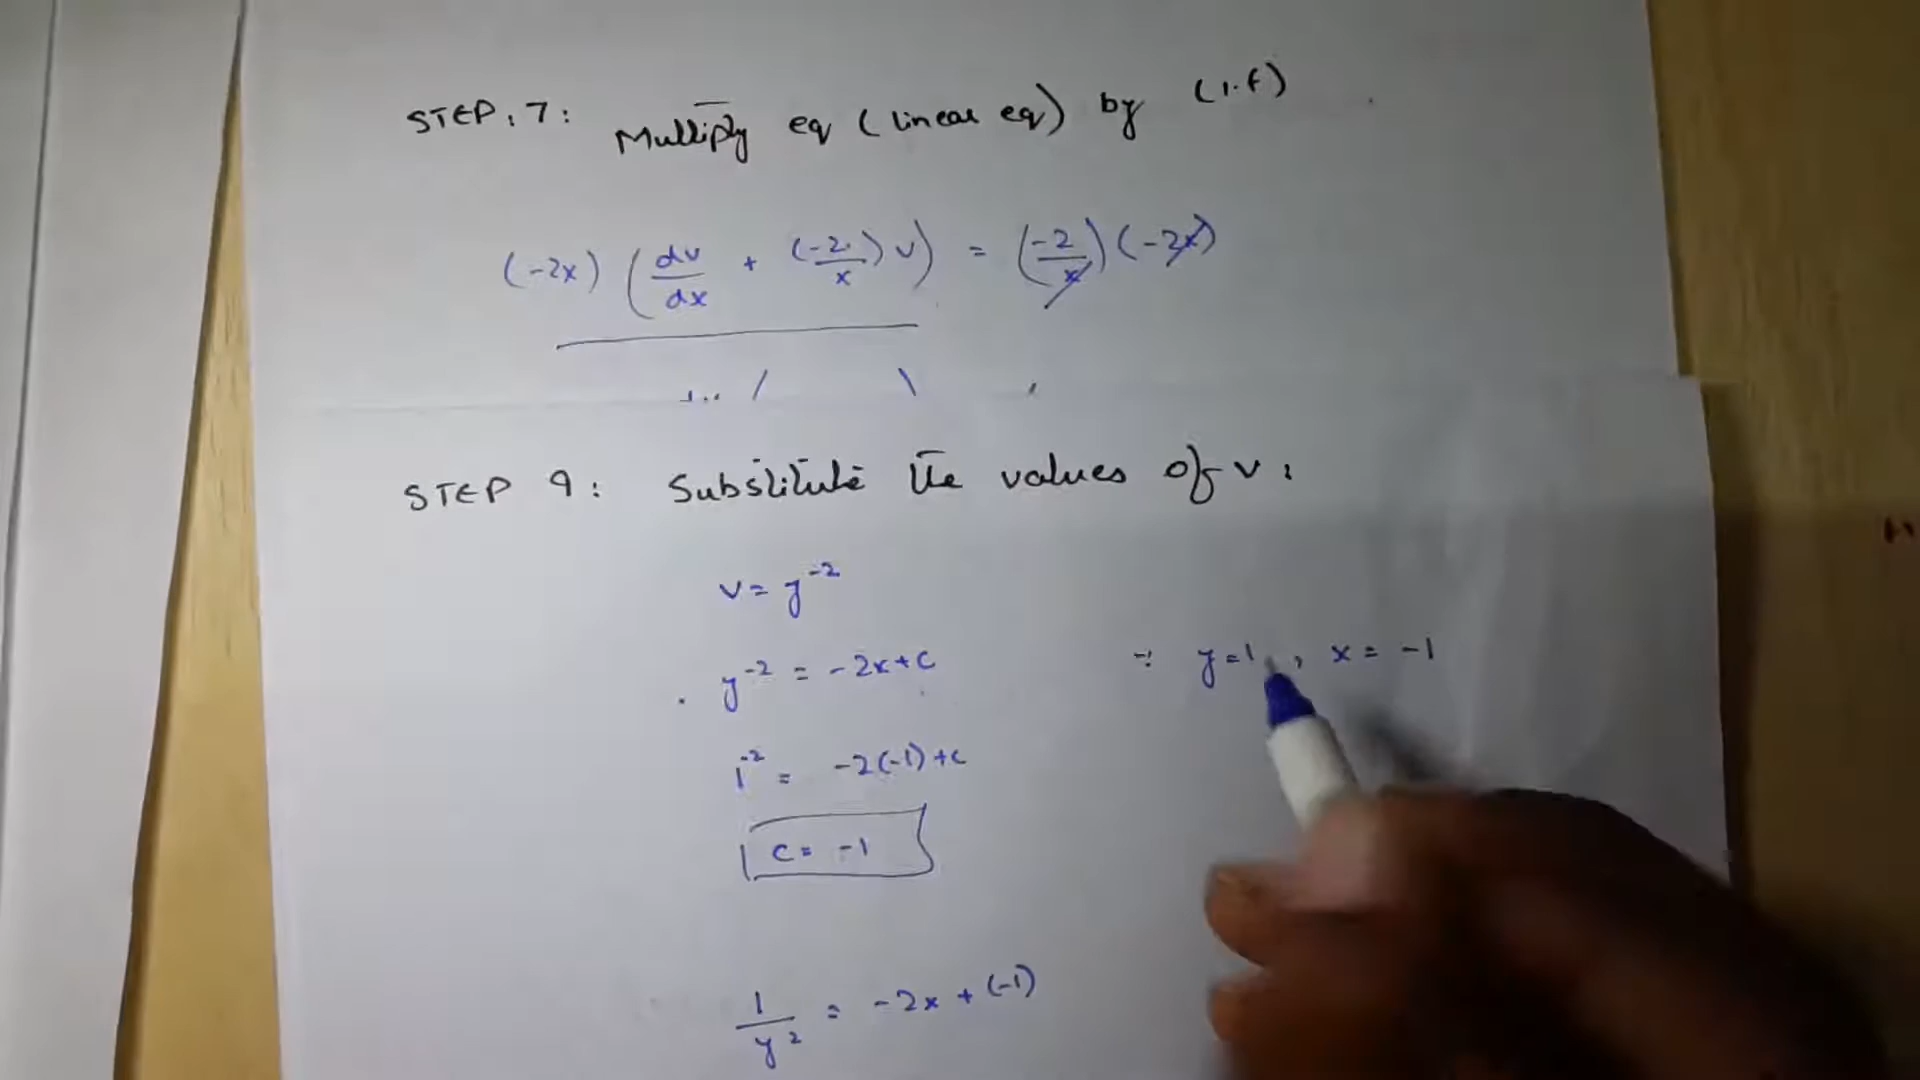 STEP: 7: Multiply eq (linear eq) by (I.f)
(-2x) (dv/dx + (-2/x) v) = (-2/x) (-2x)
STEP 9: Substitute the values of v:
v = y^-2
y^-2 = -2x+c ∵ y=1, x = -1
1^-2 = -2(-1)+c
c = -1
1/y^2 = -2x + (-1)